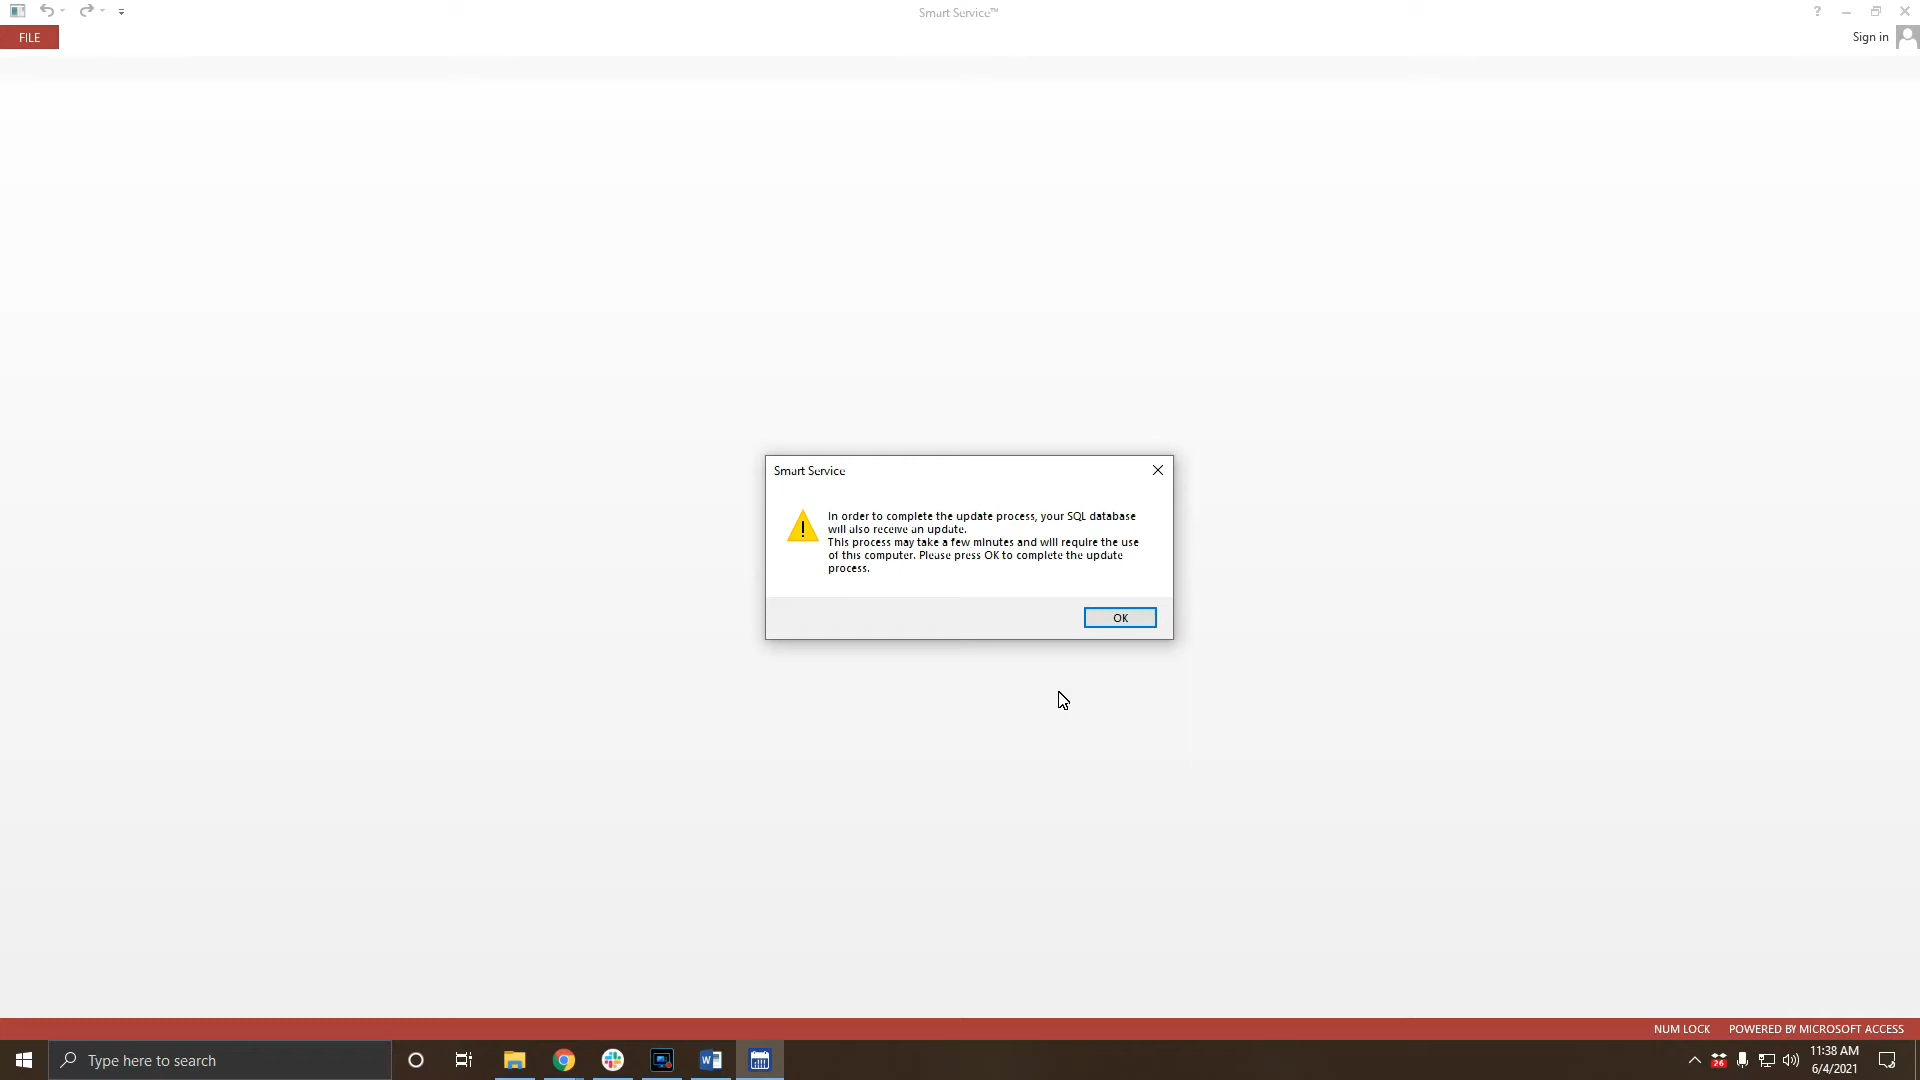 Smart Service™
?
FILE
Sign in
Smart Service
In order to complete the update process, your SQL database
will also receive an update.
This process may take a few minutes and will require the use
of this computer. Please press OK to complete the update
process.
OK
NUM LOCK POWERED BY MICROSOFT ACCESS
Type here to search
26
11:38 AM
6/4/2021